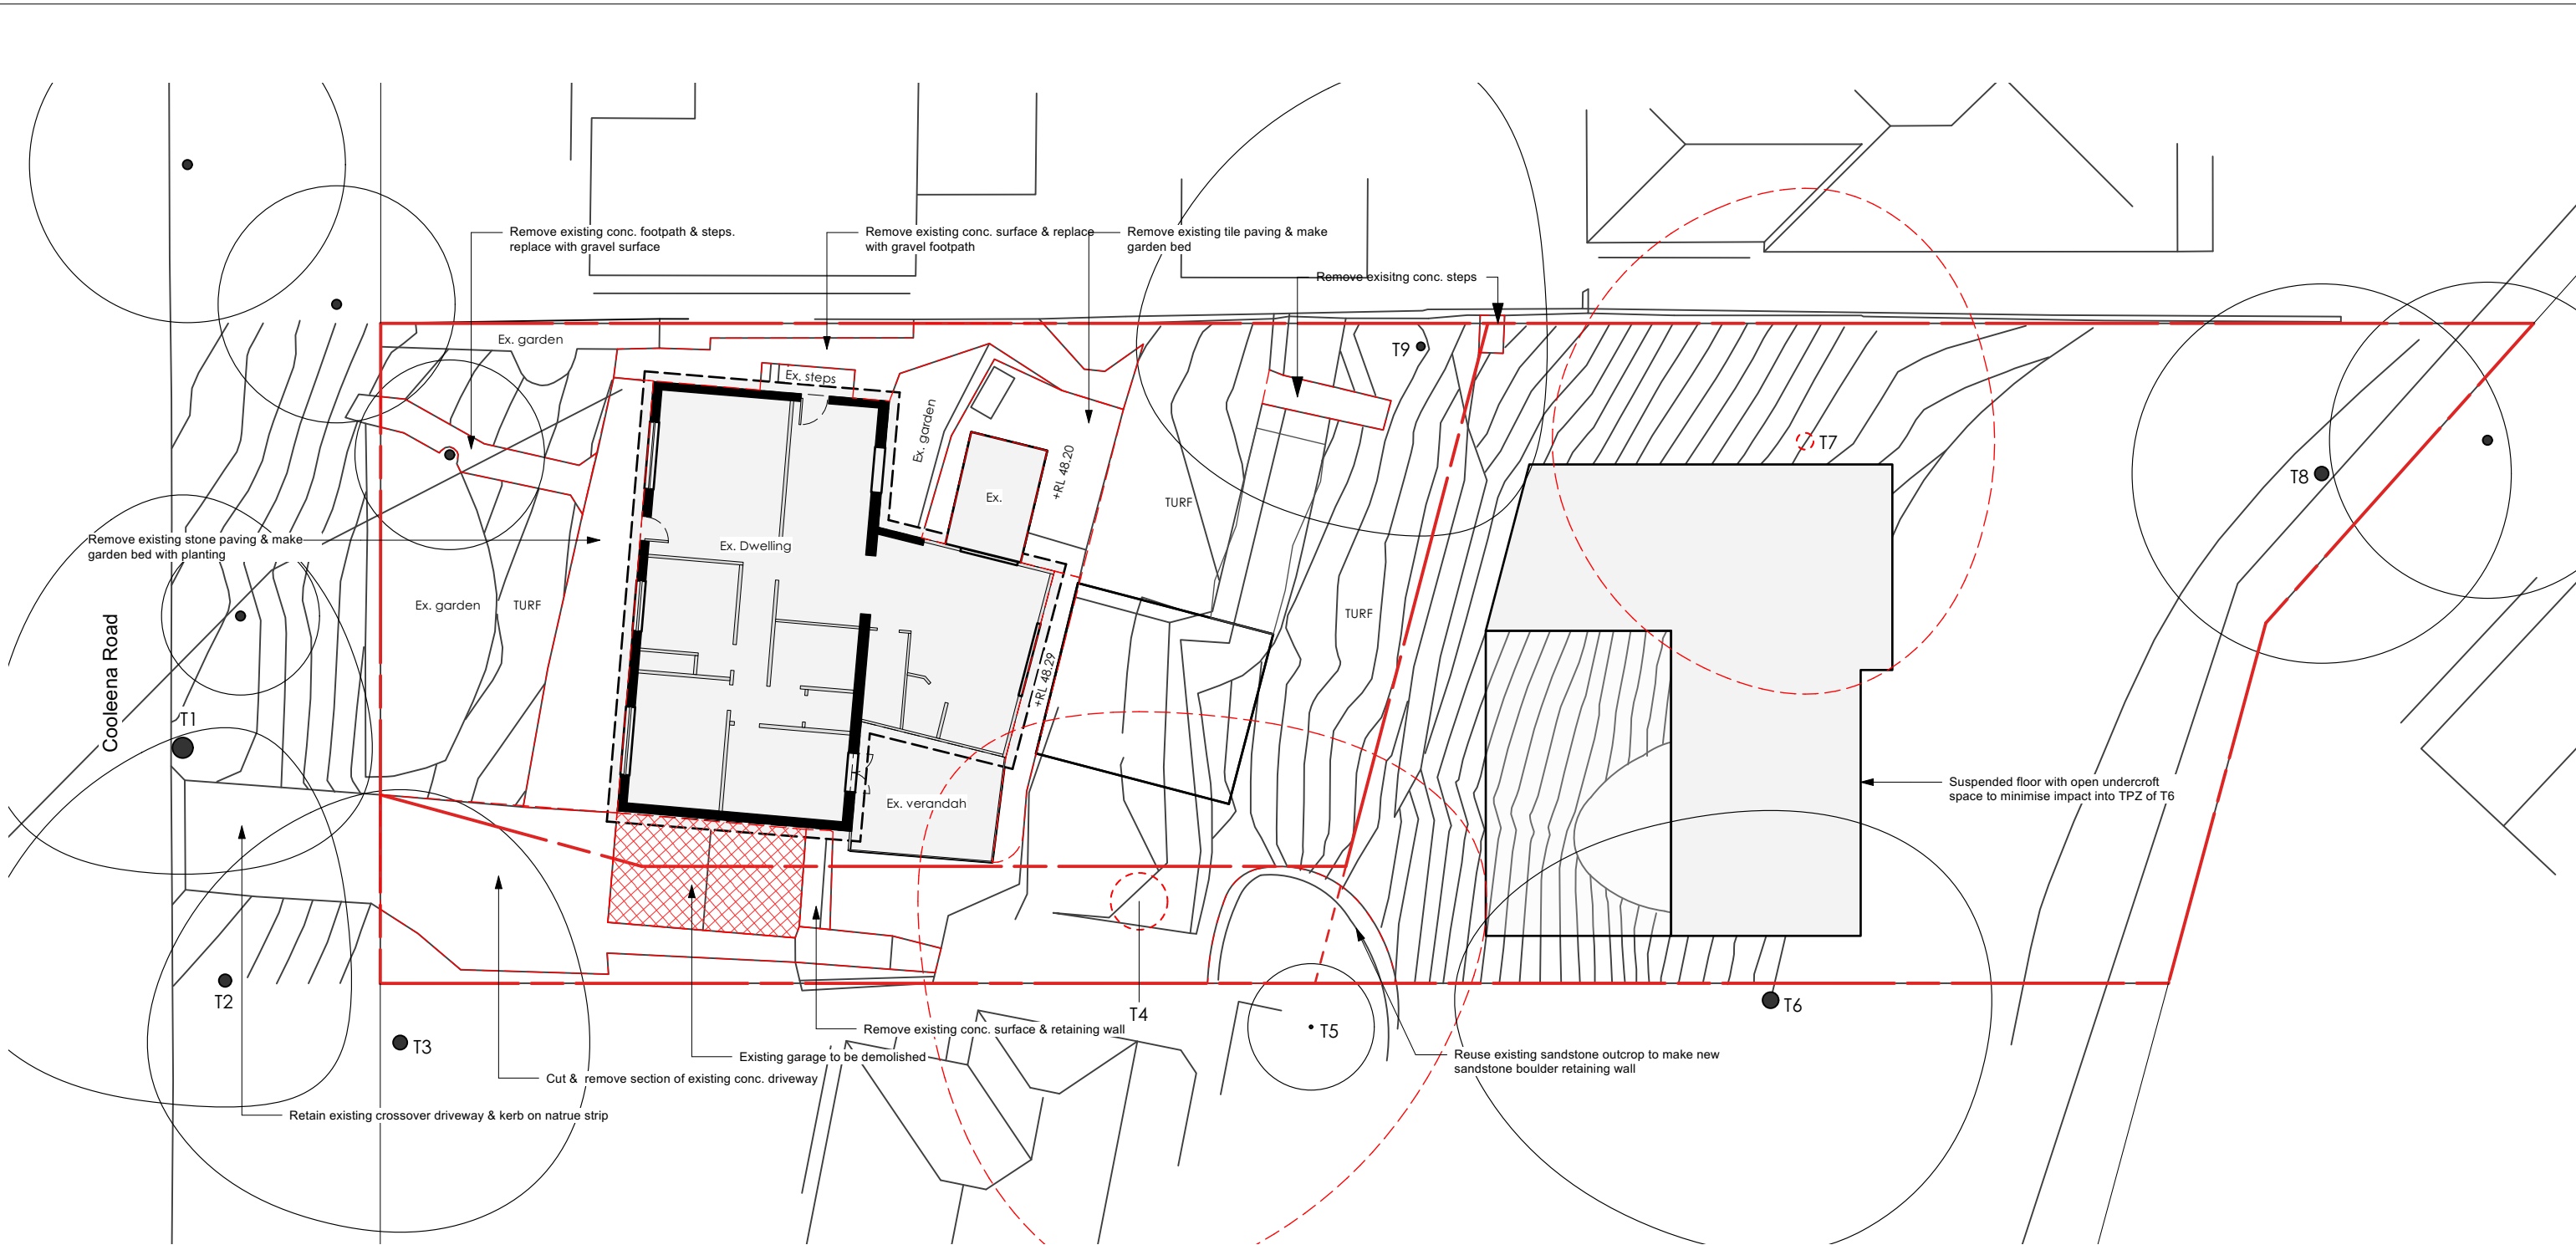 Remove existing conc. footpath & steps.
replace with gravel surface
Remove existing conc. surface & replace
with gravel footpath
Remove existing tile paving & make
garden bed
Remove exisitng conc. steps
Ex. garden
T9
Ex. steps
Ex. garden
+RL 48.20
T7
T8
Ex.
TURF
Remove existing stone paving & make
garden bed with planting
Ex. Dwelling
Ex. garden
TURF
TURF
Cooleena Road
+RL 48.29
T1
Suspended floor with open undercroft
space to minimise impact into TPZ of T6
Ex. verandah
T2
T3
T4
T5
T6
Remove existing conc. surface & retaining wall
Existing garage to be demolished
Reuse existing sandstone outcrop to make new
sandstone boulder retaining wall
Cut & remove section of existing conc. driveway
Retain existing crossover driveway & kerb on natrue strip